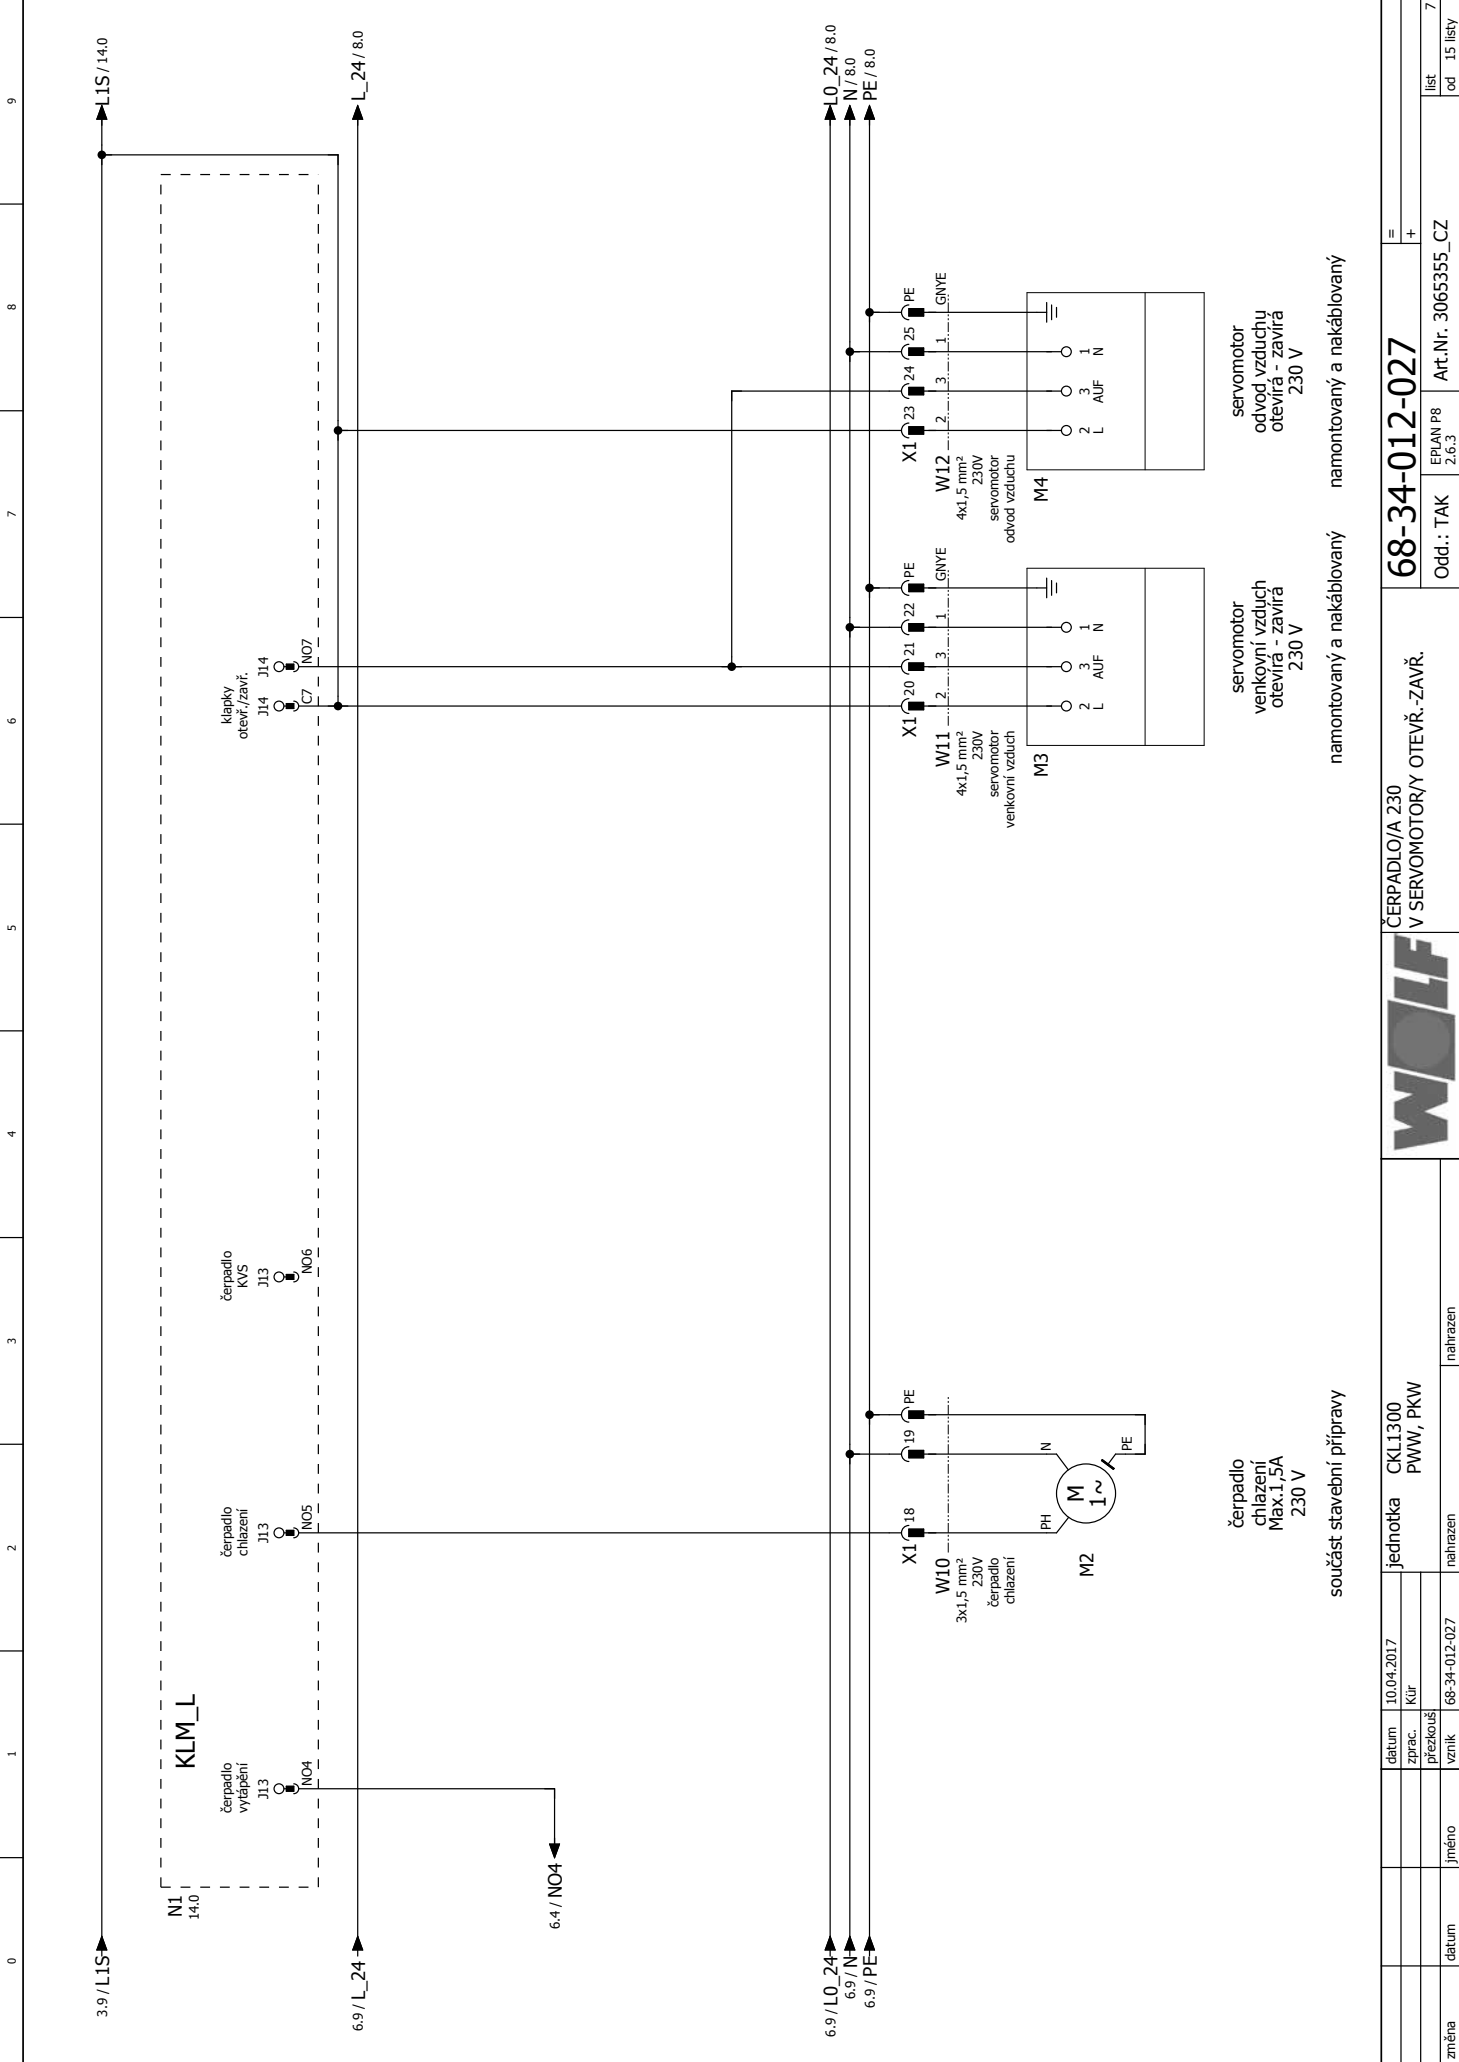 0 1 2 3 4 5 6 7 8 9
3.9 / L1S
L1S / 14.0
N1
14.0
KLM_L
čerpadlo
vytápění
J13
NO4
čerpadlo
chlazení
J13
NO5
čerpadlo
KVS
J13
NO6
klapky
otevř./zavř.
J14
C7
J14
NO7
6.9 / L_24
L_24 / 8.0
6.4 / NO4
6.9 / L0_24
L0_24 / 8.0
6.9 / N
N / 8.0
6.9 / PE
PE / 8.0
X1 18 19 PE
W10
3x1,5 mm²
230V
čerpadlo
chlazení
PH
N
M
1~
PE
M2
čerpadlo
chlazení
Max.1,5A
230 V
součást stavební přípravy
X1 20 21 22 PE
W11 2 3 1 GNYE
4x1,5 mm²
230V
servomotor
venkovní vzduch
M3
2 3 1
L AUF N
servomotor
venkovní vzduch
otevírá - zavírá
230 V
namontovaný a nakáblovaný
X1 23 24 25 PE
W12 2 3 1 GNYE
4x1,5 mm²
230V
servomotor
odvod vzduchu
M4
2 3 1
L AUF N
servomotor
odvod vzduchu
otevírá - zavírá
230 V
namontovaný a nakáblovaný
změna
datum
jméno
datum 10.04.2017
zprac. Kür
přezkouš
vznik 68-34-012-027
jednotka CKL1300
PWW, PKW
nahrazen
nahrazen
WOLF
ČERPADLO/A 230
V SERVOMOTOR/Y OTEVŘ.-ZAVŘ.
68-34-012-027
=
+
Odd.: TAK
EPLAN P8
2.6.3
Art.Nr. 3065355_CZ
list 7
od 15 listy